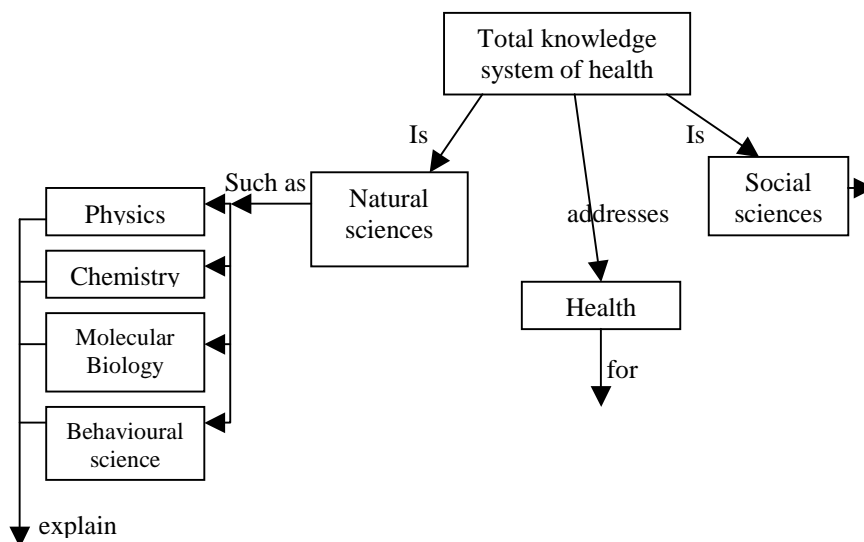 Total knowledge
system of health
Is
Is
Such as
Natural
sciences
Social
sciences
Physics
addresses
Chemistry
Health
Molecular
Biology
for
Behavioural
science
explain